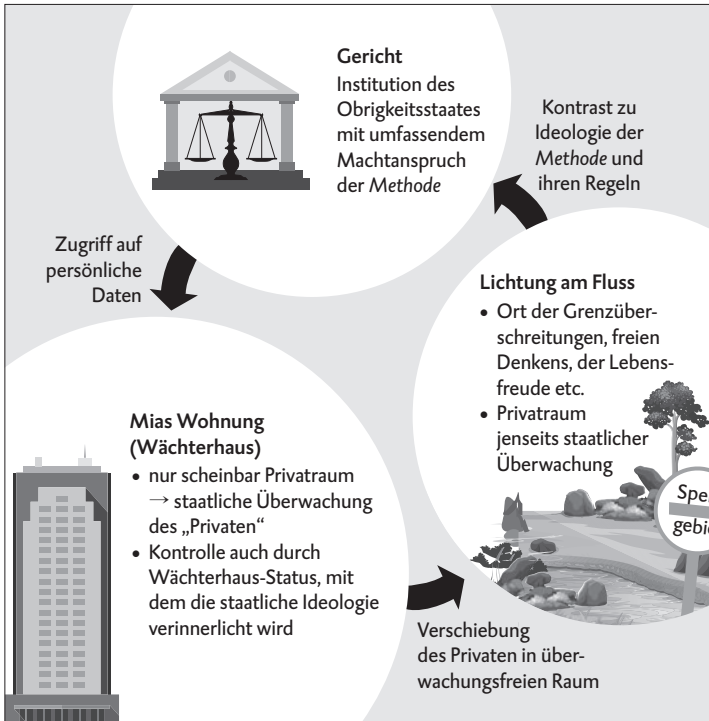 Gericht
Institution des
Obrigkeitsstaates
mit umfassendem
Machtanspruch
der Methode
Kontrast zu
Ideologie der
Methode und
ihren Regeln
Zugriff auf
persönliche
Daten
Lichtung am Fluss
• Ort der Grenzüber-
schreitungen, freien
Denkens, der Lebens-
freude etc.
• Privatraum
jenseits staatlicher
Überwachung
Mias Wohnung
(Wächterhaus)
• nur scheinbar Privatraum
→ staatliche Überwachung
des „Privaten“
• Kontrolle auch durch
Wächterhaus-Status, mit
dem die staatliche Ideologie
verinnerlicht wird
Verschiebung
des Privaten in über-
wachungsfreien Raum